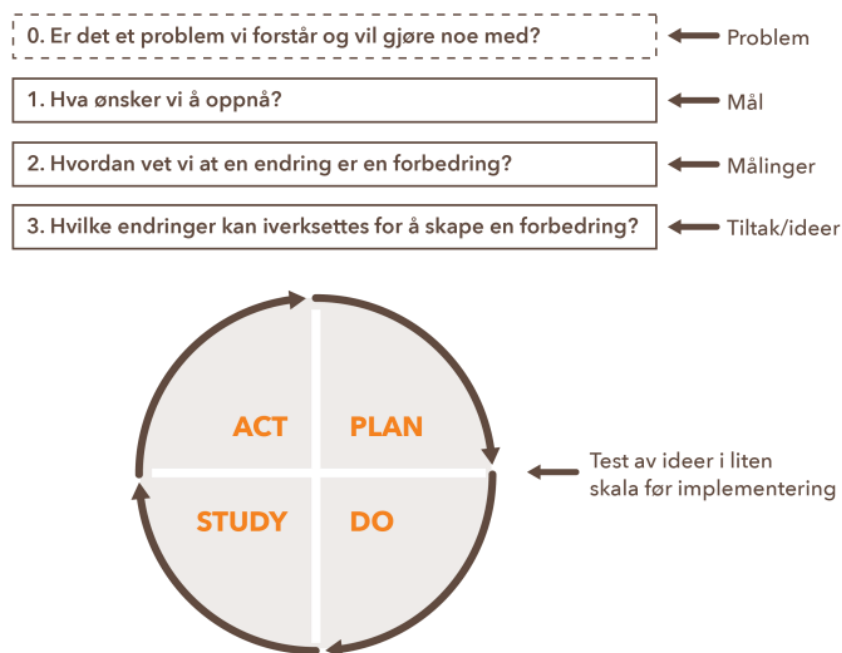 0. Er det et problem vi forstår og vil gjøre noe med?
Problem
1. Hva ønsker vi å oppnå?
Mål
2. Hvordan vet vi at en endring er en forbedring?
Målinger
3. Hvilke endringer kan iverksettes for å skape en forbedring?
Tiltak/ideer
ACT
PLAN
STUDY
DO
Test av ideer i liten
skala før implementering